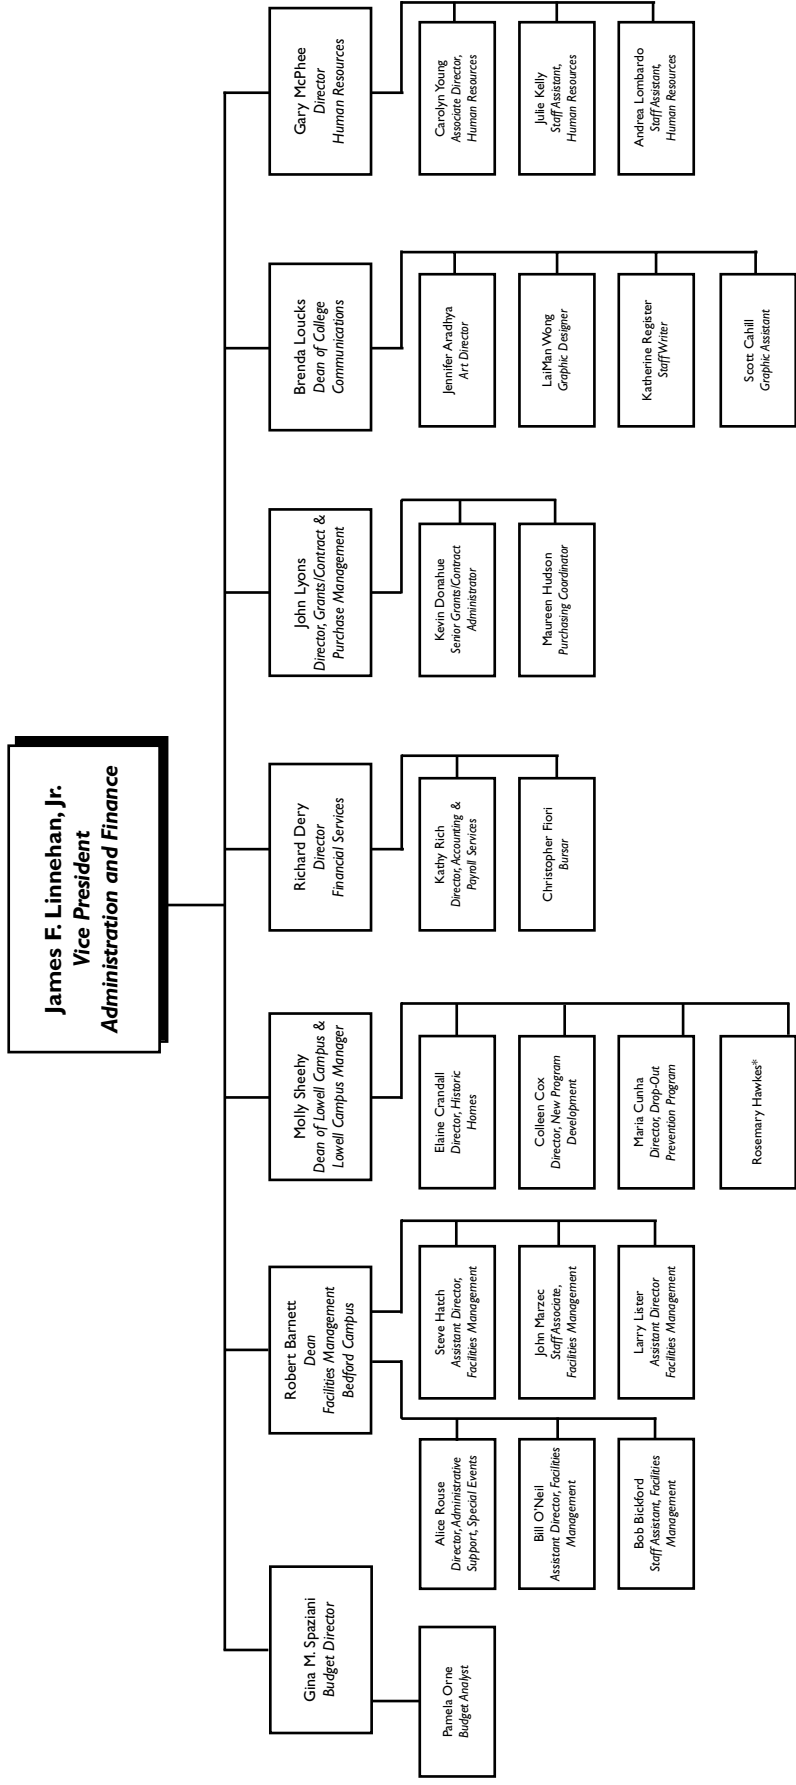 James F. Linnehan, Jr.
Vice President
Administration and Finance
Gina M. Spaziani
Budget Director
Pamela Orne
Budget Analyst
Robert Barnett
Dean
Facilities Management
Bedford Campus
Alice Rouse
Director, Administrative
Support, Special Events
Bill O'Neil
Assistant Director, Facilities
Management
Bob Bickford
Staff Assistant, Facilities
Management
Steve Hatch
Assistant Director,
Facilities Management
John Marzec
Staff Associate,
Facilities Management
Larry Lister
Assistant Director
Facilities Management
Molly Sheehy
Dean of Lowell Campus &
Lowell Campus Manager
Elaine Crandall
Director, Historic
Homes
Colleen Cox
Director, New Program
Development
Maria Cunha
Director, Drop-Out
Prevention Program
Rosemary Hawkes*
Richard Dery
Director
Financial Services
Kathy Rich
Director, Accounting &
Payroll Services
Christopher Fiori
Bursar
John Lyons
Director, Grants/Contract &
Purchase Management
Kevin Donahue
Senior Grants/Contract
Administrator
Maureen Hudson
Purchasing Coordinator
Brenda Loucks
Dean of College
Communications
Jennifer Aradhya
Art Director
LaiMan Wong
Graphic Designer
Katherine Register
Staff Writer
Scott Cahill
Graphic Assistant
Gary McPhee
Director
Human Resources
Carolyn Young
Associate Director,
Human Resources
Julie Kelly
Staff Assistant,
Human Resources
Andrea Lombardo
Staff Assistant,
Human Resources